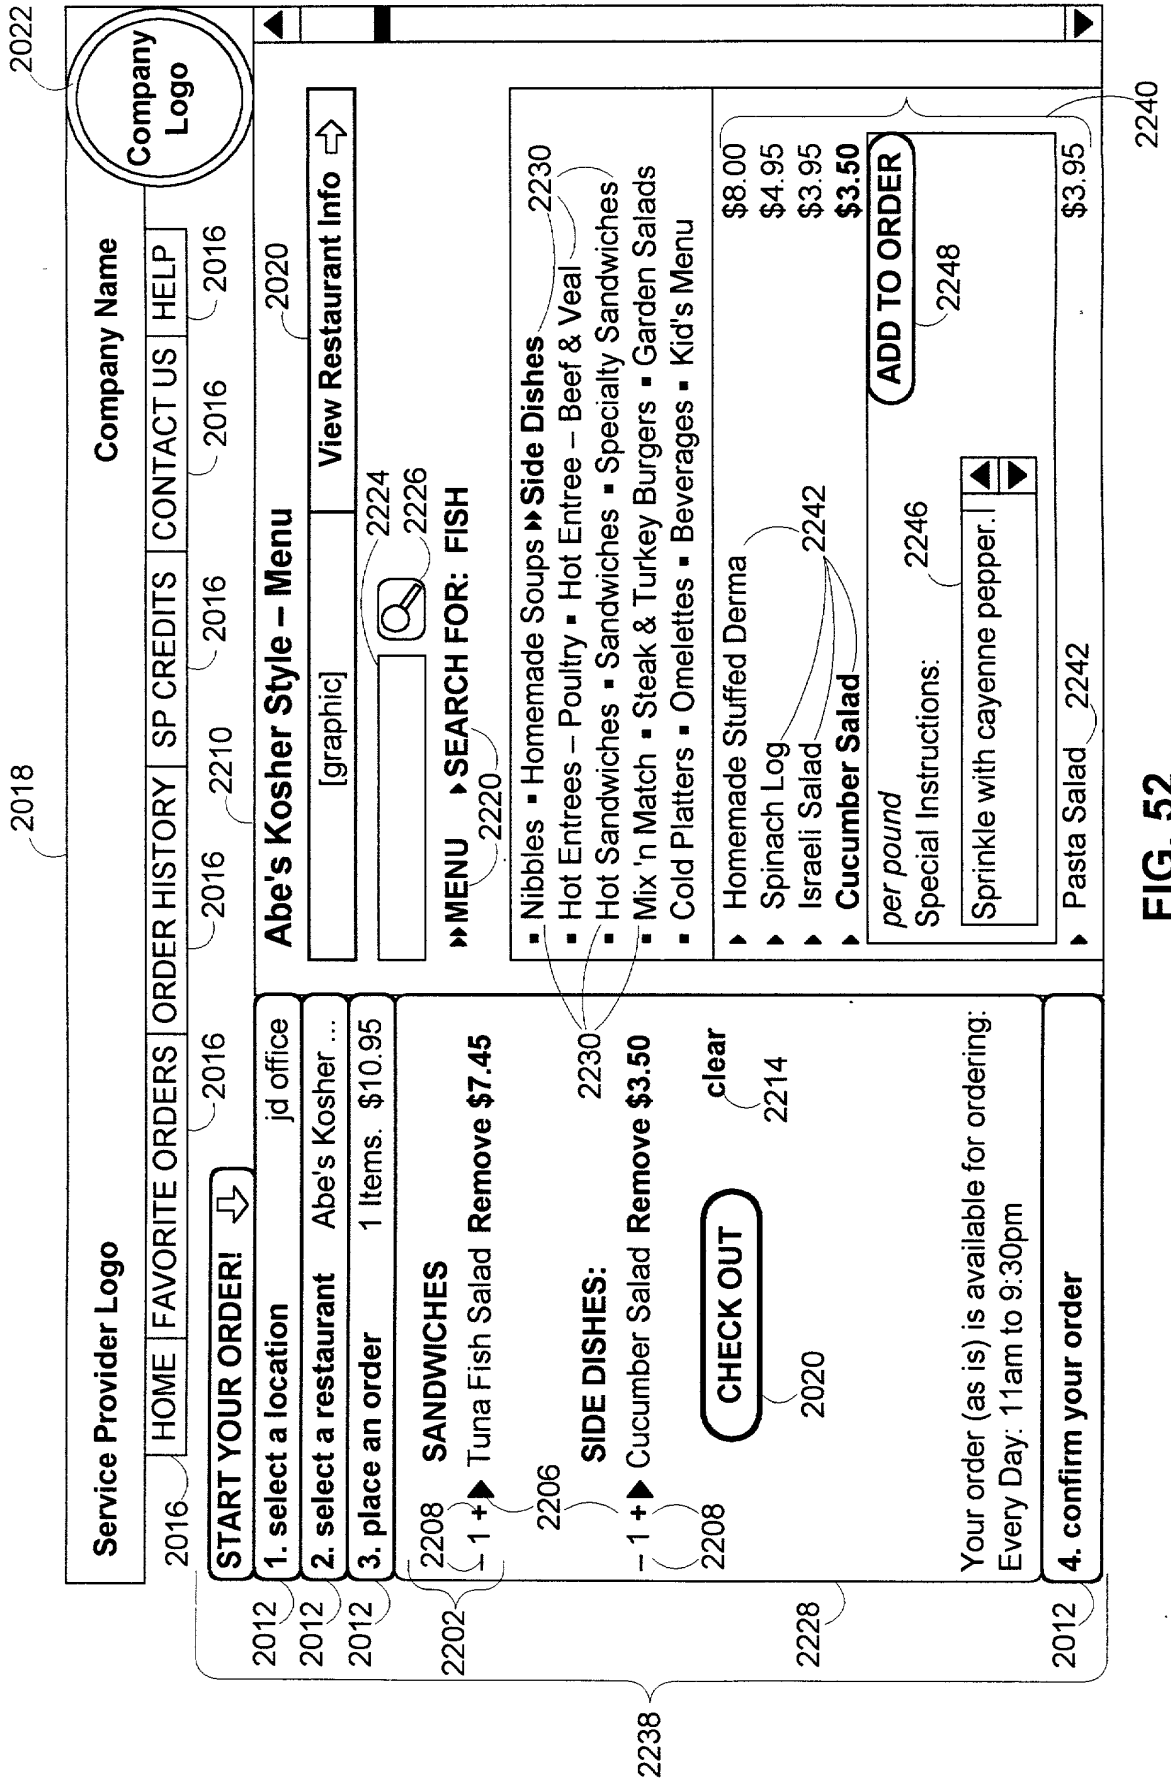 2018
2022
Service Provider Logo
Company Name
Company
Logo
HOME FAVORITE ORDERS ORDER HISTORY SP CREDITS CONTACT US HELP
2016
2016
2016
2016
2016
2016
2210
START YOUR ORDER!
2012
1. select a location jd office
2012
2. select a restaurant Abe's Kosher ...
2012
3. place an order 1 Items. $10.95
2202
2208
SANDWICHES
– 1 + Tuna Fish Salad Remove $7.45
2206
SIDE DISHES:
– 1 + Cucumber Salad Remove $3.50
2208
CHECK OUT
2020
clear
2214
2228
Your order (as is) is available for ordering:
Every Day: 11am to 9:30pm
2012
4. confirm your order
2238
Abe's Kosher Style – Menu
2020
[graphic]
View Restaurant Info
2224
2226
MENU SEARCH FOR: FISH
2220
2230
▪ Nibbles ▪ Homemade Soups Side Dishes
▪ Hot Entrees – Poultry ▪ Hot Entree – Beef & Veal
▪ Hot Sandwiches ▪ Sandwiches ▪ Specialty Sandwiches
▪ Mix 'n Match ▪ Steak & Turkey Burgers ▪ Garden Salads
▪ Cold Platters ▪ Omelettes ▪ Beverages ▪ Kid's Menu
2230
Homemade Stuffed Derma $8.00
Spinach Log $4.95
Israeli Salad $3.95
Cucumber Salad $3.50
2242
per pound
Special Instructions:
2246
Sprinkle with cayenne pepper.
ADD TO ORDER
2248
Pasta Salad 2242 $3.95
2240
FIG. 52